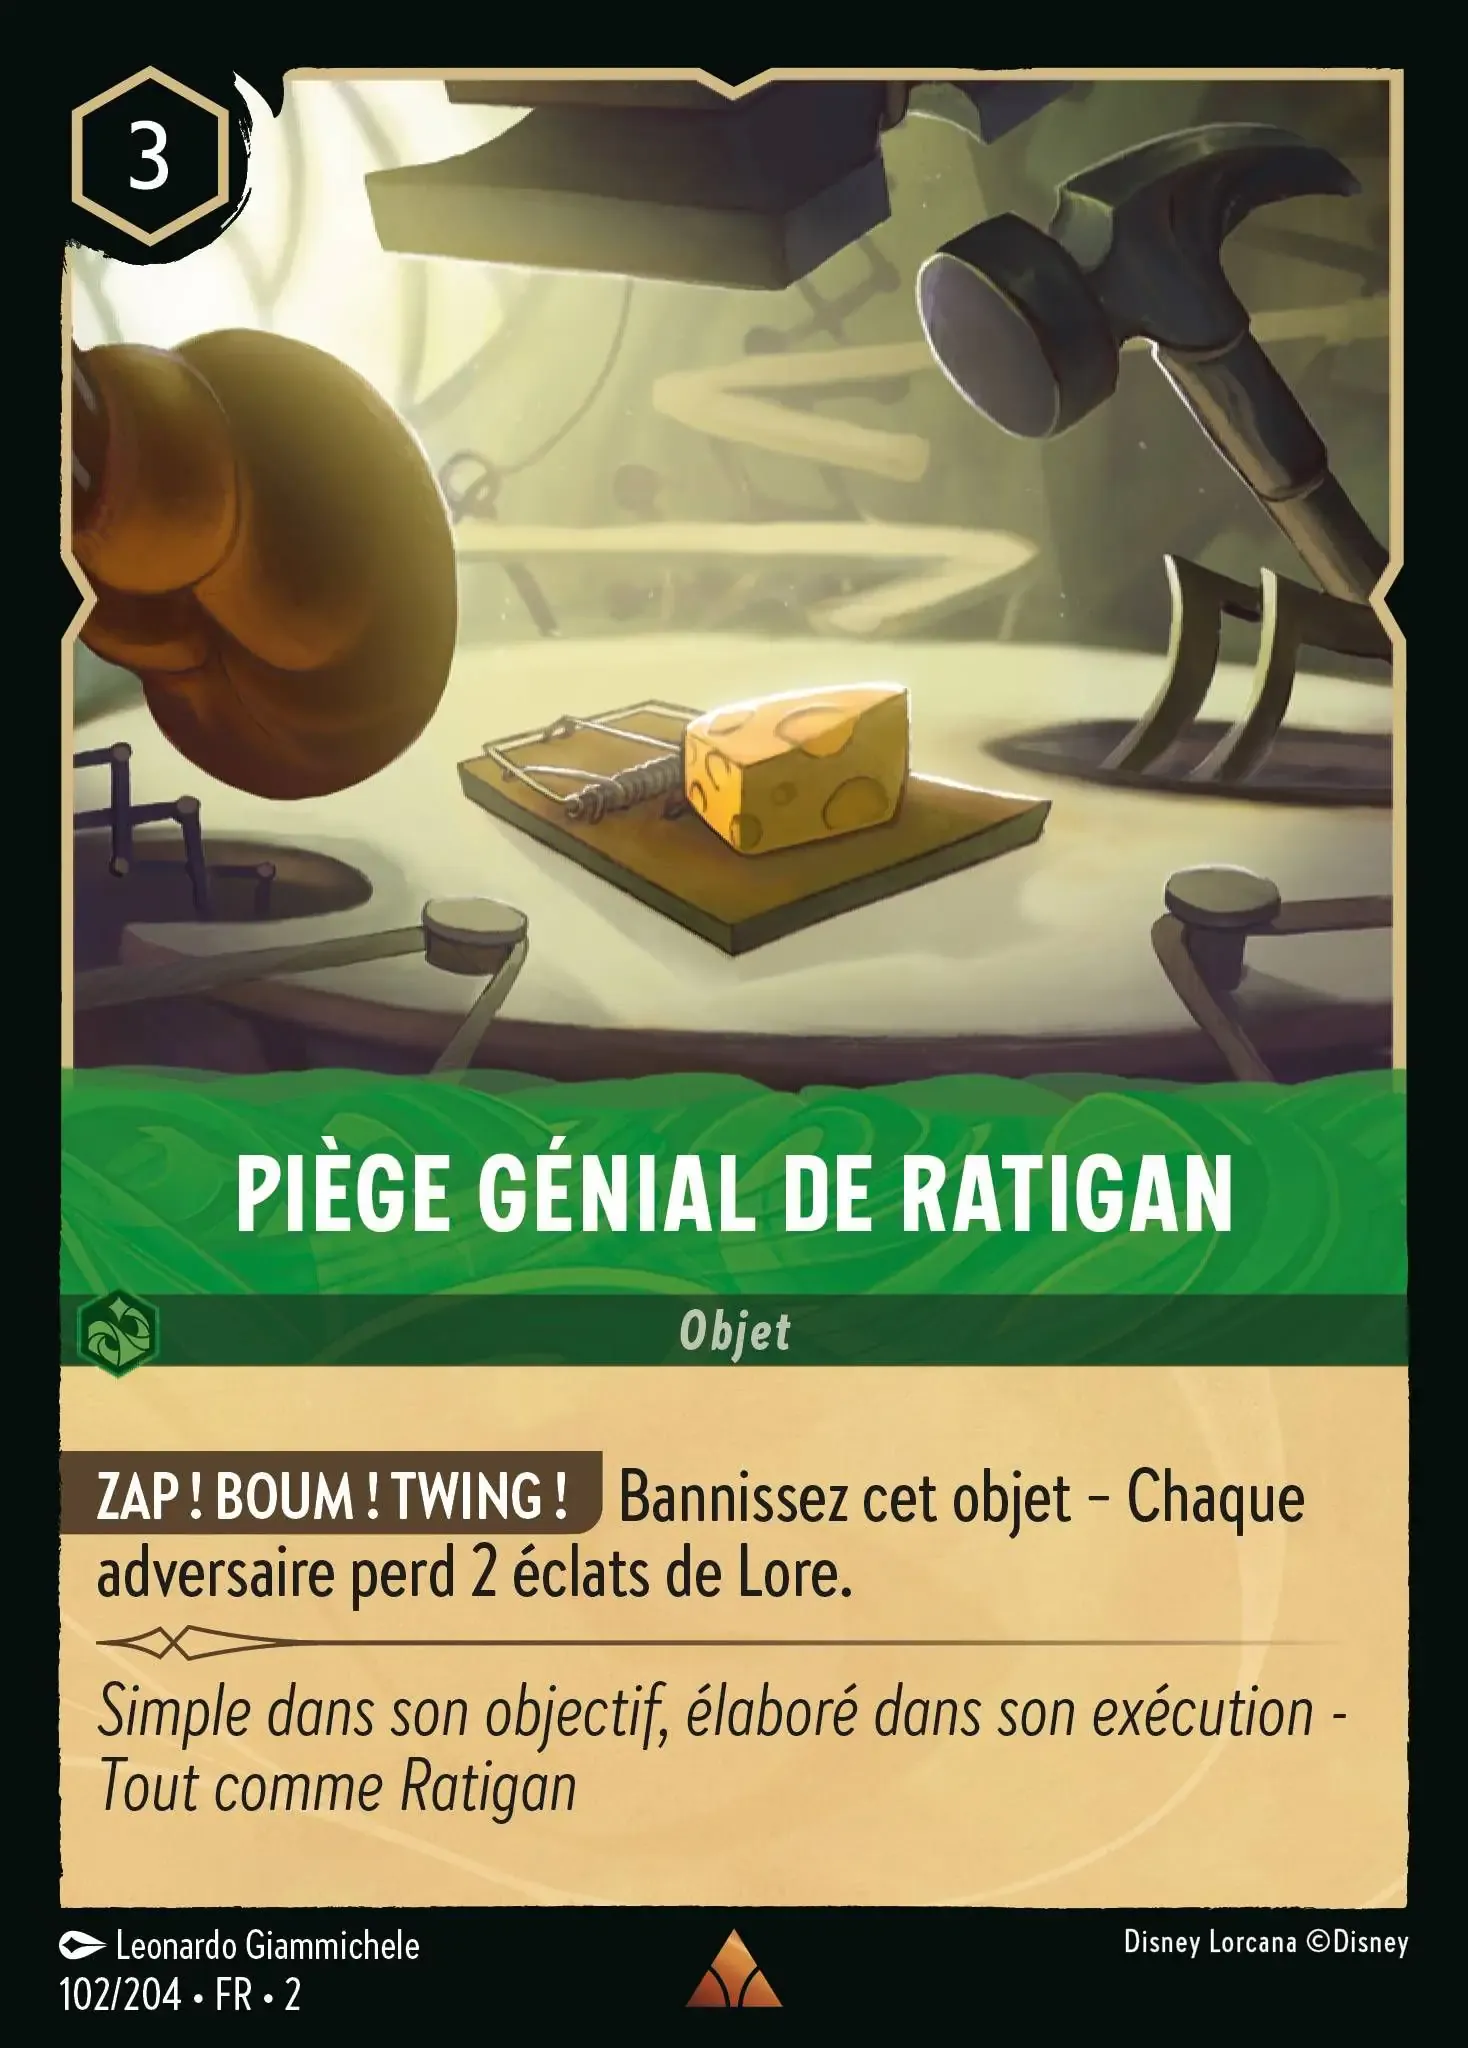 3
PIÈGE GÉNIAL DE RATIGAN
Objet
ZAP ! BOUM ! TWING ! Bannissez cet objet – Chaque
adversaire perd 2 éclats de Lore.
Simple dans son objectif, élaboré dans son exécution -
Tout comme Ratigan
Leonardo Giammichele
Disney Lorcana ©Disney
102/204 • FR • 2